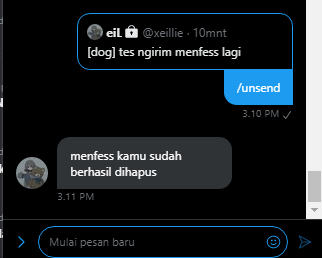 eiL @xeillie · 10mnt
[dog] tes ngirim menfess lagi
/unsend
3.10 PM
menfess kamu sudah
berhasil dihapus
3.11 PM
Mulai pesan baru